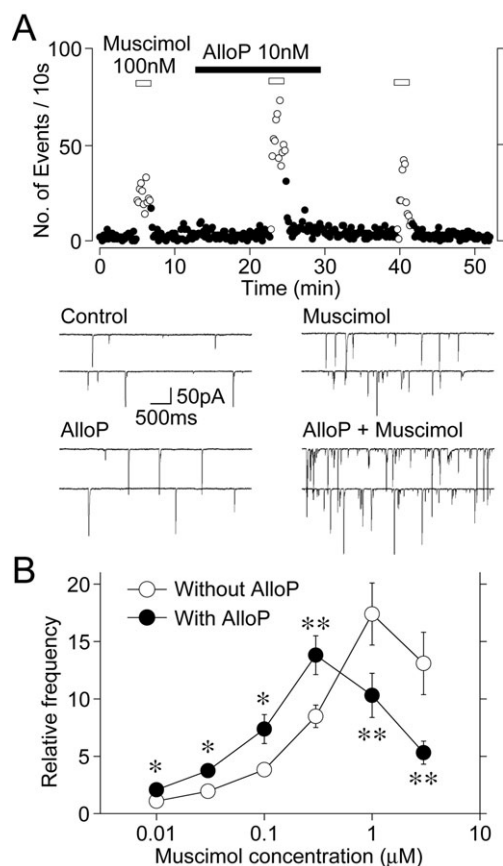 A
Muscimol
100nM
AlloP 10nM
No. of Events / 10s
100
50
0
0 10 20 30 40 50
Time (min)
Control
Muscimol
50pA
500ms
AlloP
AlloP + Muscimol
B
Without AlloP
With AlloP
Relative frequency
20
15
10
5
0
* * * ** ** **
0.01 0.1 1 10
Muscimol concentration (μM)